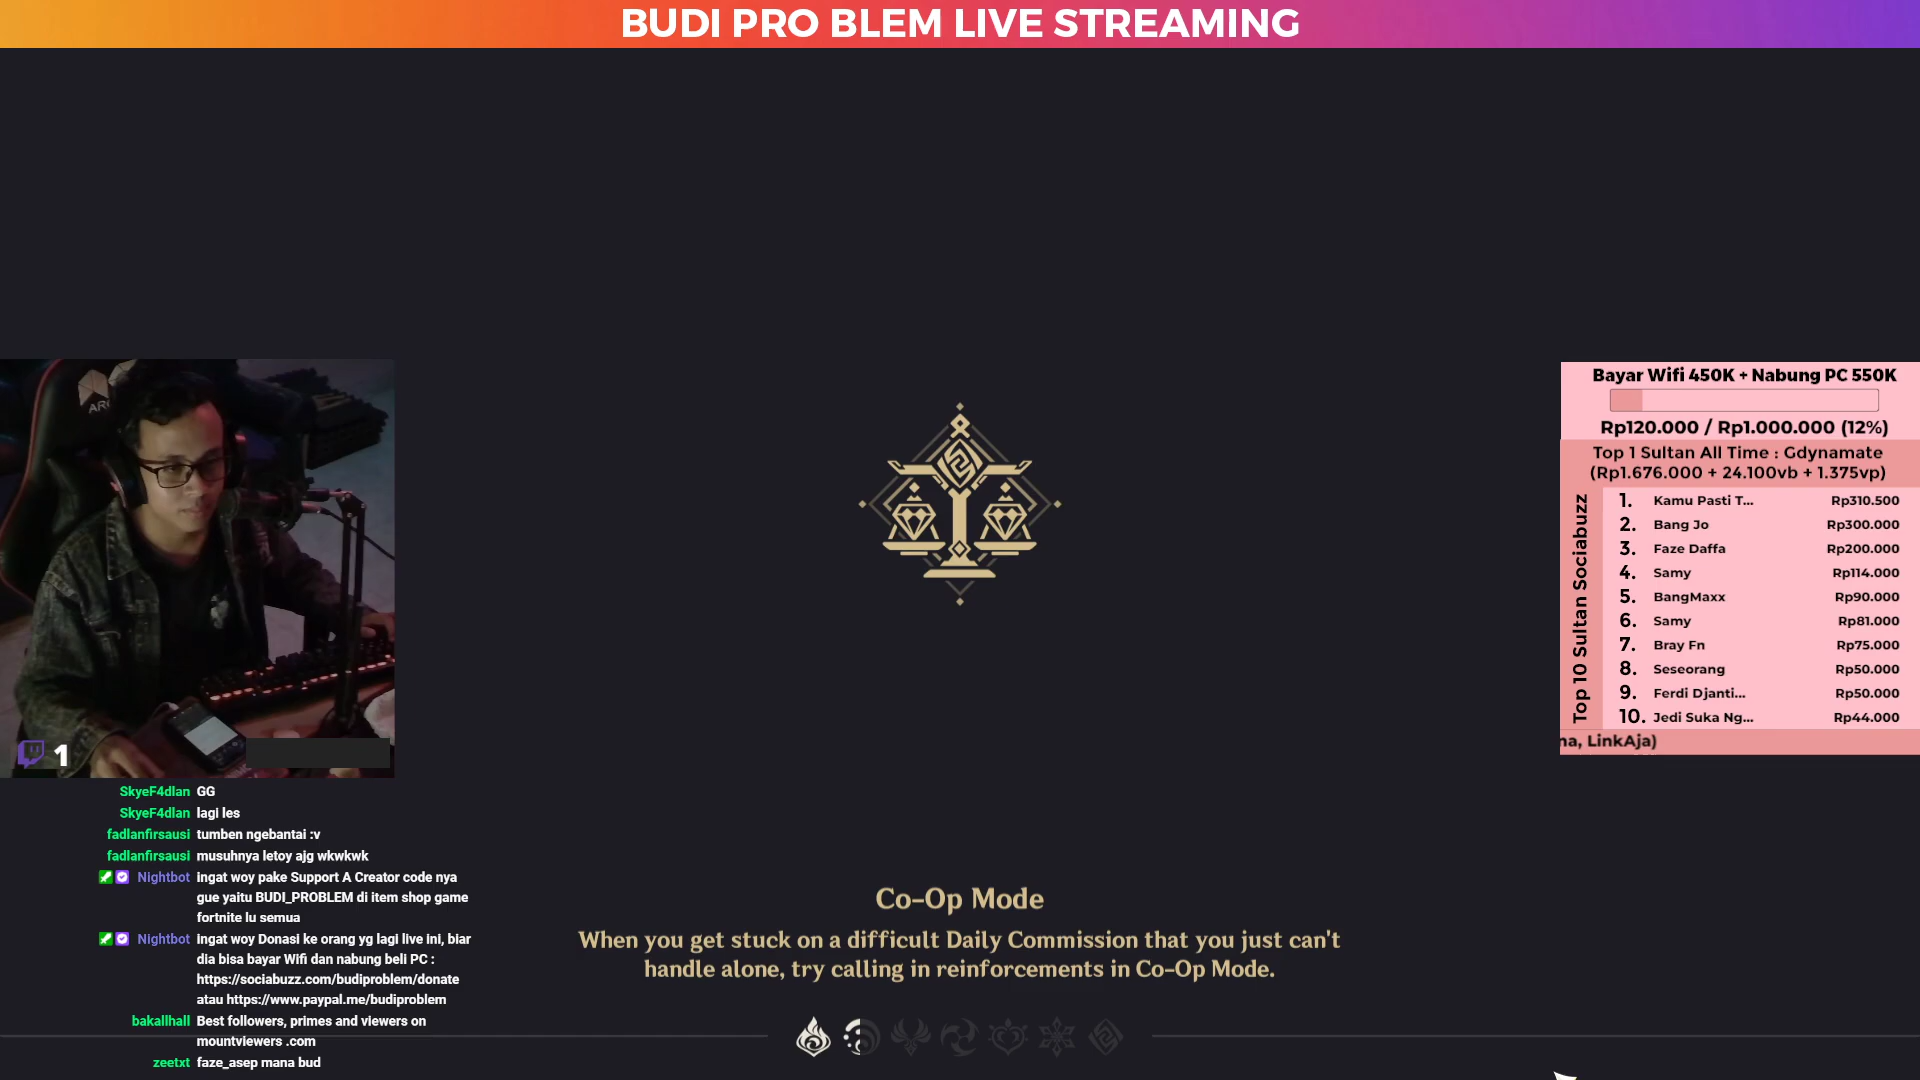 BUDI PRO BLEM LIVE STREAMING
Bayar Wifi 450K + Nabung PC 550K
Rp120.000 / Rp1.000.000 (12%)
Top 1 Sultan All Time : Gdynamate
(Rp1.676.000 + 24.100vb + 1.375vp)
Top 10 Sultan Sociabuzz
1. Kamu Pasti T... Rp310.500
2. Bang Jo Rp300.000
3. Faze Daffa Rp200.000
4. Samy Rp114.000
5. BangMaxx Rp90.000
6. Samy Rp81.000
7. Bray Fn Rp75.000
8. Seseorang Rp50.000
9. Ferdi Djanti... Rp50.000
10. Jedi Suka Ng... Rp44.000
na, LinkAja)
1
SkyeF4dlan GG
SkyeF4dlan lagi les
fadlanfirsausi tumben ngebantai :v
fadlanfirsausi musuhnya letoy ajg wkwkwk
Nightbot ingat woy pake Support A Creator code nya
gue yaitu BUDI_PROBLEM di item shop game
fortnite lu semua
Nightbot ingat woy Donasi ke orang yg lagi live ini, biar
dia bisa bayar Wifi dan nabung beli PC :
https://sociabuzz.com/budiproblem/donate
atau https://www.paypal.me/budiproblem
bakallhall Best followers, primes and viewers on
mountviewers .com
zeetxt faze_asep mana bud
Co-Op Mode
When you get stuck on a difficult Daily Commission that you just can't
handle alone, try calling in reinforcements in Co-Op Mode.